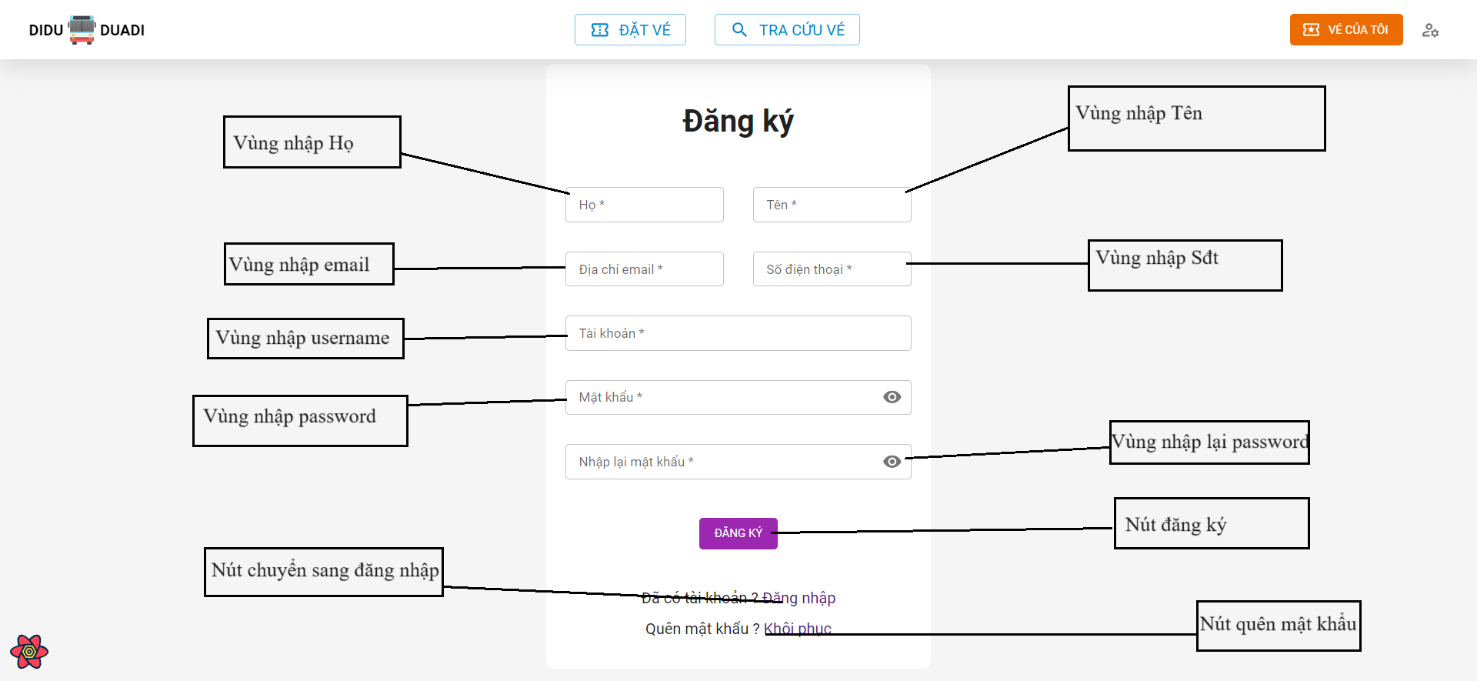 DIDU DUADI
ĐẶT VÉ
TRA CỨU VÉ
VÉ CỦA TÔI
Đăng ký
Vùng nhập Họ
Vùng nhập Tên
Họ *
Tên *
Vùng nhập email
Địa chỉ email *
Số điện thoại *
Vùng nhập Sđt
Vùng nhập username
Tài khoản *
Vùng nhập password
Mật khẩu *
Nhập lại mật khẩu *
Vùng nhập lại password
ĐĂNG KÝ
Nút đăng ký
Nút chuyển sang đăng nhập
Đã có tài khoản ? Đăng nhập
Quên mật khẩu ? Khôi phục
Nút quên mật khẩu